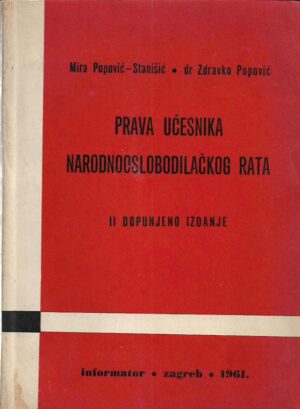 Mira Popović-Stanišić • dr Zdravko Popović
PRAVA UČESNIKA
NARODNOOSLOBODILAČKOG RATA
II DOPUNJENO IZDANJE
informator • zagreb • 1961.